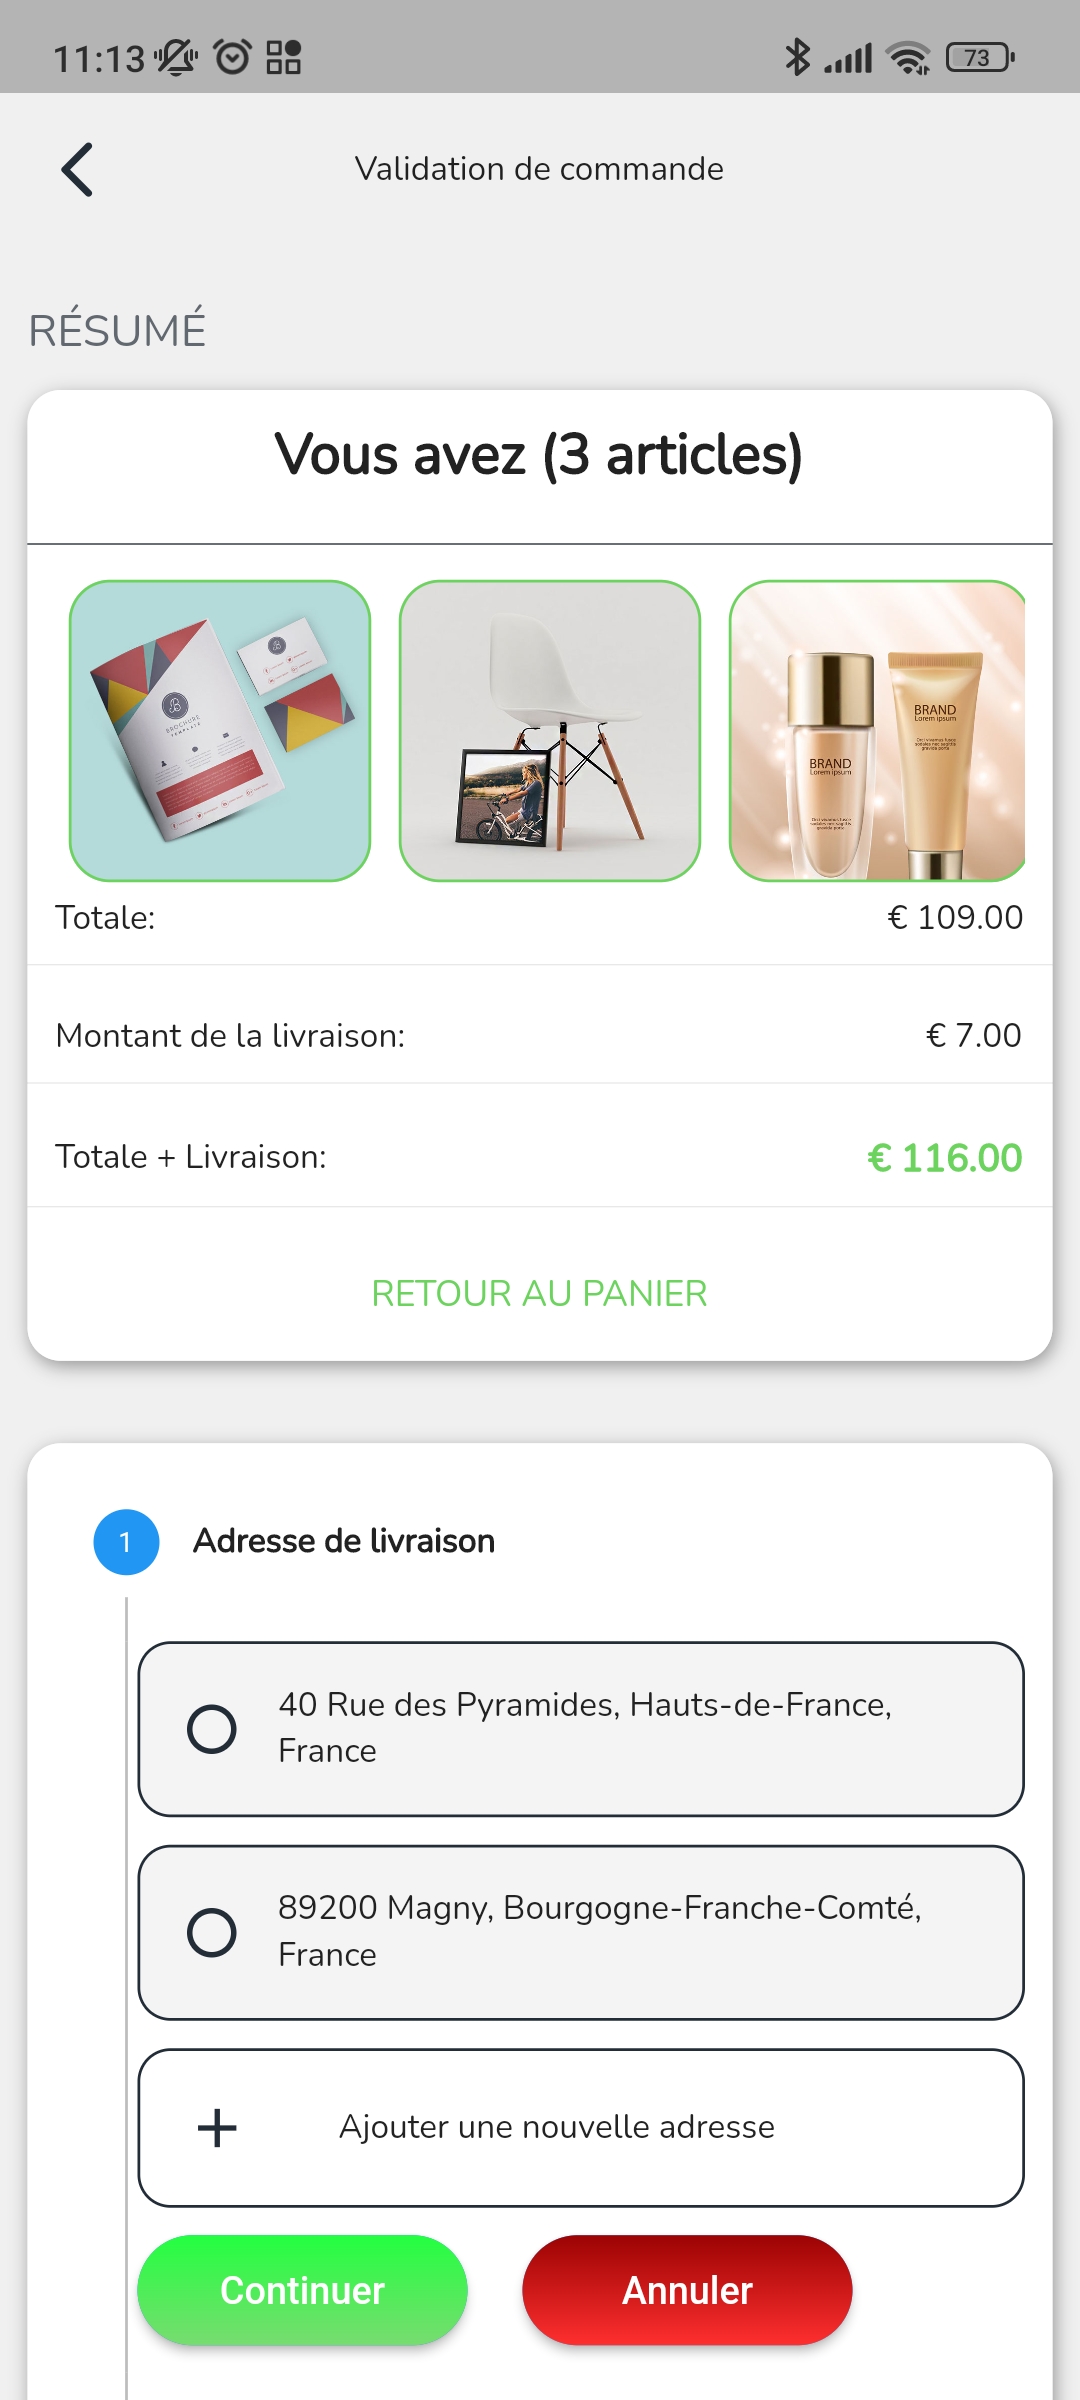 11:13
73
Validation de commande
RÉSUMÉ
Vous avez (3 articles)
BROCHURE
TEMPLATE
BRAND
Lorem ipsum
BRAND
Lorem ipsum
Totale:
€ 109.00
Montant de la livraison:
€ 7.00
Totale + Livraison:
€ 116.00
RETOUR AU PANIER
1
Adresse de livraison
40 Rue des Pyramides, Hauts-de-France,
France
89200 Magny, Bourgogne-Franche-Comté,
France
Ajouter une nouvelle adresse
Continuer
Annuler